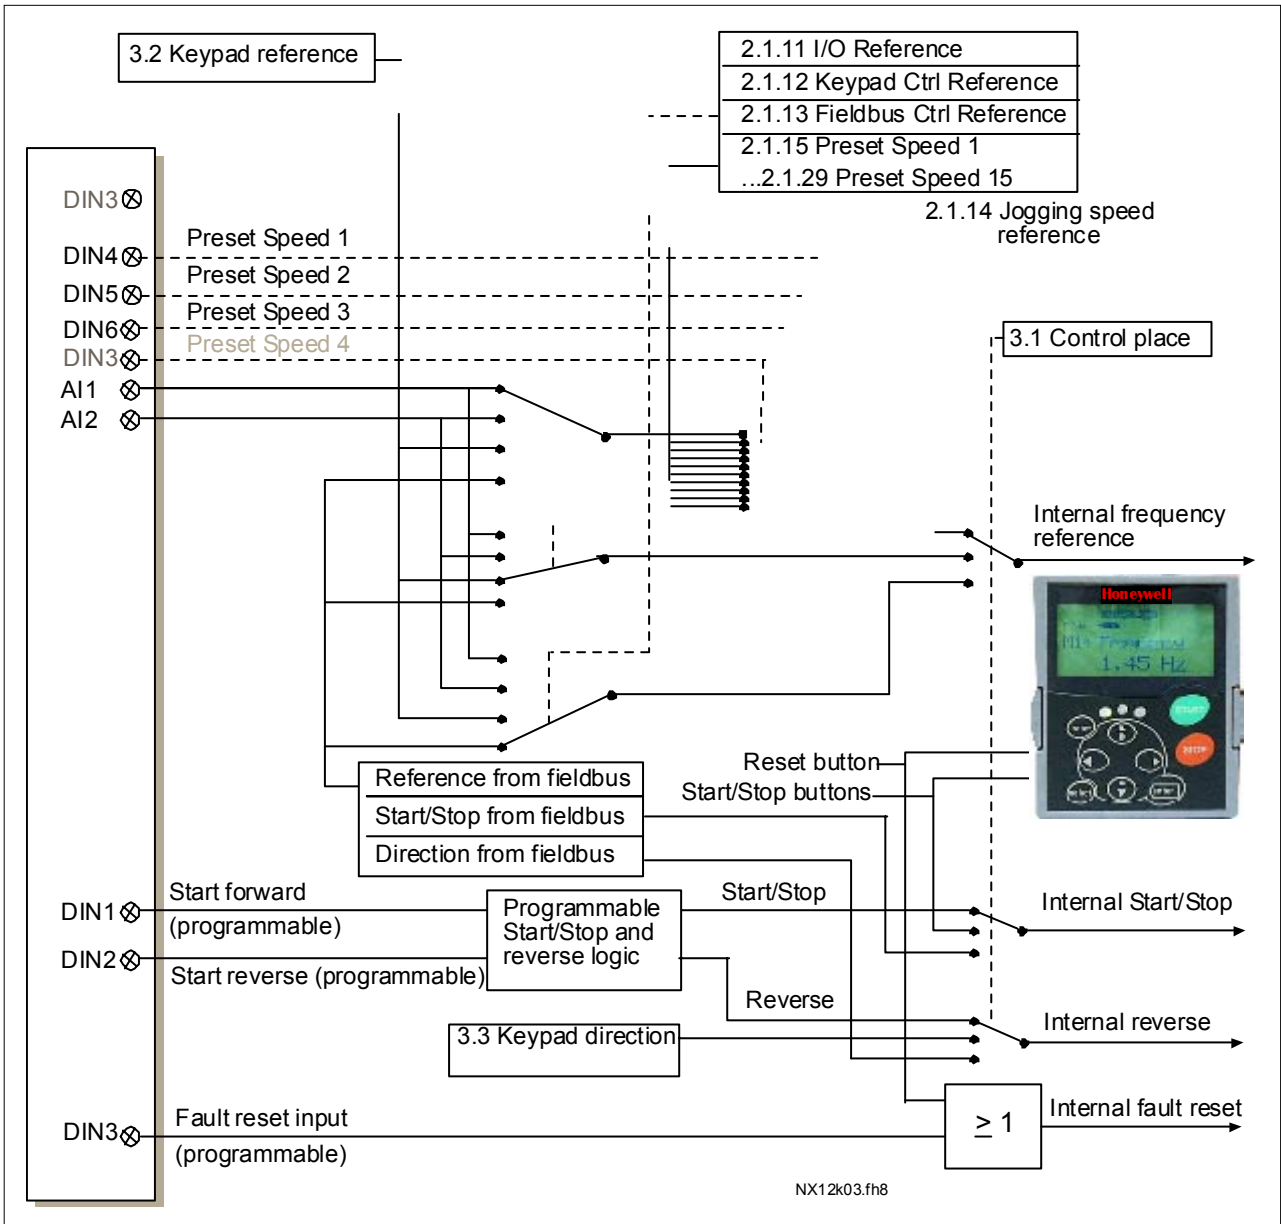 3.2 Keypad reference
2.1.11 I/O Reference
2.1.12 Keypad Ctrl Reference
2.1.13 Fieldbus Ctrl Reference
2.1.15 Preset Speed 1
...2.1.29 Preset Speed 15
2.1.14 Jogging speed
reference
DIN3
DIN4
Preset Speed 1
DIN5
Preset Speed 2
DIN6
Preset Speed 3
DIN3
Preset Speed 4
AI1
AI2
3.1 Control place
Internal frequency
reference
Honeywell
1.45 Hz
START
STOP
Reset button
Start/Stop buttons
Reference from fieldbus
Start/Stop from fieldbus
Direction from fieldbus
DIN1
Start forward
(programmable)
DIN2
Start reverse (programmable)
Programmable
Start/Stop and
reverse logic
Start/Stop
Internal Start/Stop
Reverse
3.3 Keypad direction
Internal reverse
DIN3
Fault reset input
(programmable)
≥ 1
Internal fault reset
NX12k03.fh8